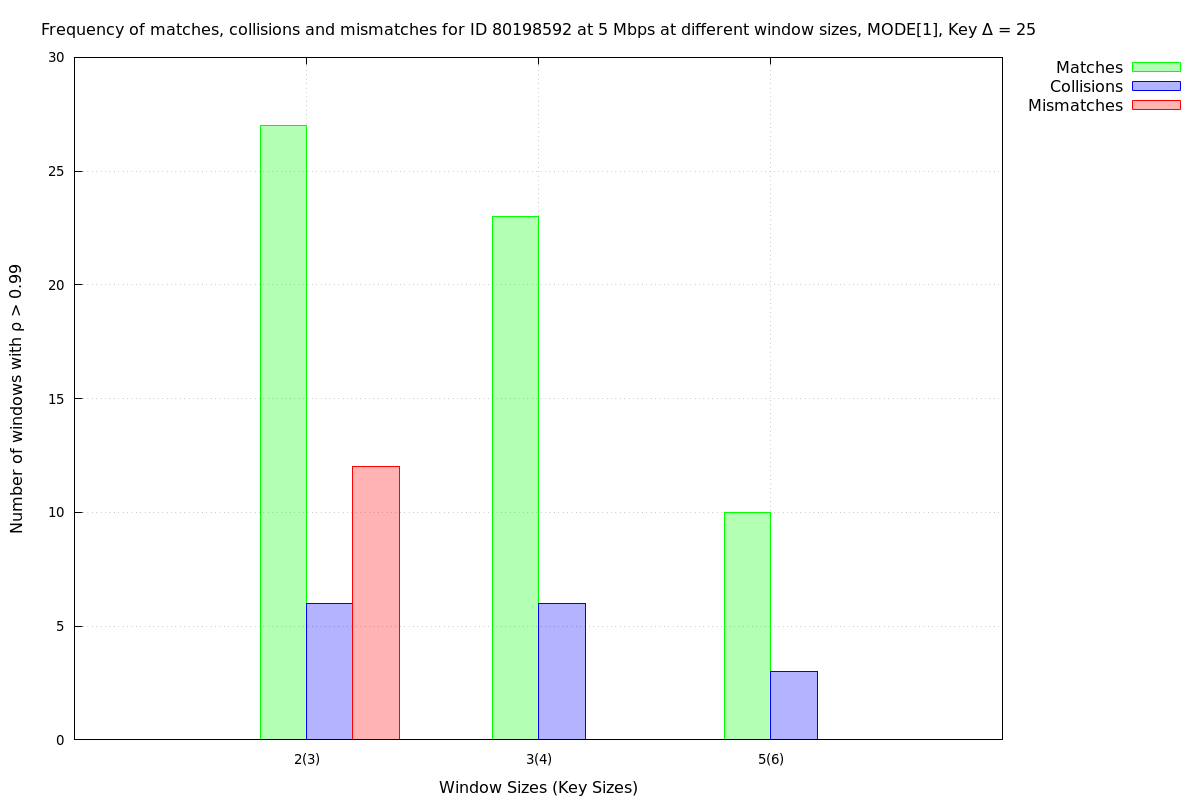 Frequency of matches, collisions and mismatches for ID 80198592 at 5 Mbps at different window sizes, MODE[1], Key Δ = 25
Matches
Collisions
Mismatches
30
25
20
15
10
5
0
Number of windows with ρ > 0.99
2(3)
3(4)
5(6)
Window Sizes (Key Sizes)